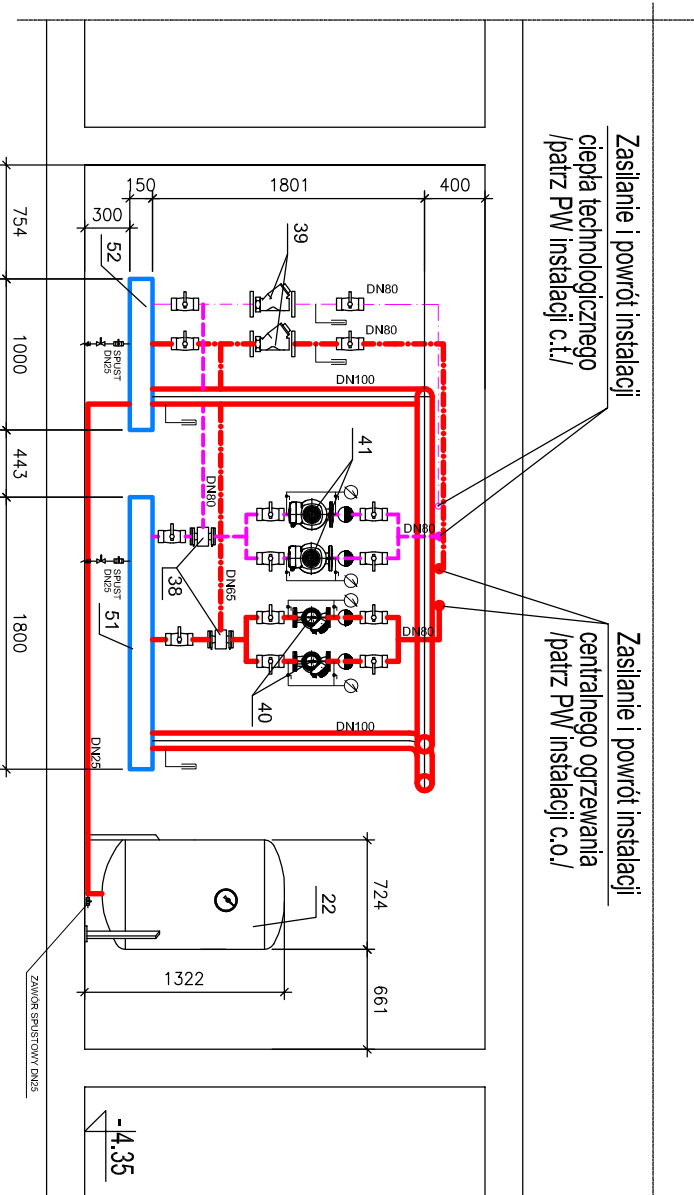 Zasilanie i powrót instalacji
ciepła technologicznego
/patrz PW instalacji c.t./
Zasilanie i powrót instalacji
centralnego ogrzewania
/patrz PW instalacji c.o./
150
1801
400
300
754
1000
443
1800
52
39
DN80
DN80
DN100
SPUST
DN25
41
DN80
DN80
38
DN65
DN80
SPUST
DN25
51
40
DN100
DN25
22
724
661
1322
ZAWÓR SPUSTOWY DN25
-4.35